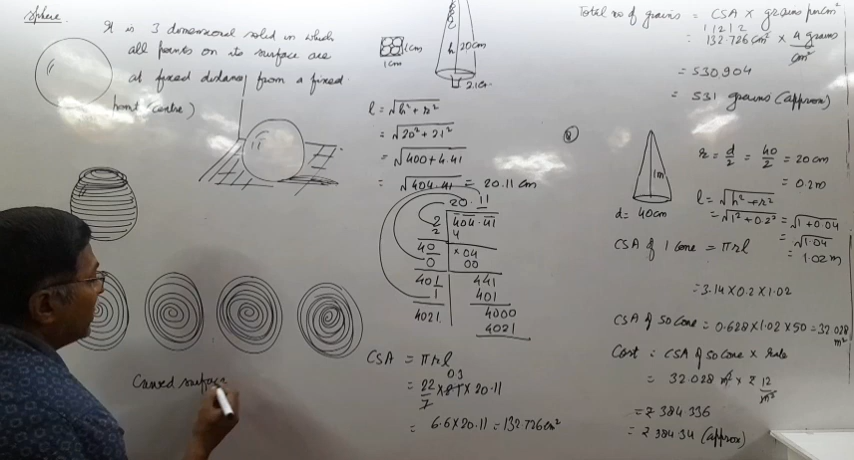 Sphere.
It is 3 dimensional solid in which
all points on its surface are
at fixed distance from a fixed
point (centre)
Curved surface
1cm
1cm
h 20cm
2.1cm
l = √h² + r²
= √20² + 2.1²
= √400 + 4.41
= √404.41 = 20.11 cm
20.11
2 404.41
2 4
40 × 04
0 00
401 441
1 401
4021 4000
4021
CSA = πrl
0.3
= 22/7 × 2.1 × 20.11
= 6.6 × 20.11 = 132.726cm²
Total no of grains = CSA × grains per cm²
= 132.726cm² × 4 grains/cm²
= 530.904
= 531 grains (approx)
Q
1m
d = 40cm
r = d/2 = 40/2 = 20 cm
= 0.2m
l = √h² + r²
= √1² + 0.2² = √1 + 0.04
= √1.04
= 1.02 m
CSA of 1 cone = πrl
= 3.14 × 0.2 × 1.02
CSA of 50 Cone = 0.628 × 1.02 × 50 = 32.028 m²
Cost = CSA of 50 Cone × Rate
= 32.028 m² × ₹ 12/m²
= ₹ 384.336
= ₹ 384.34 (approx)